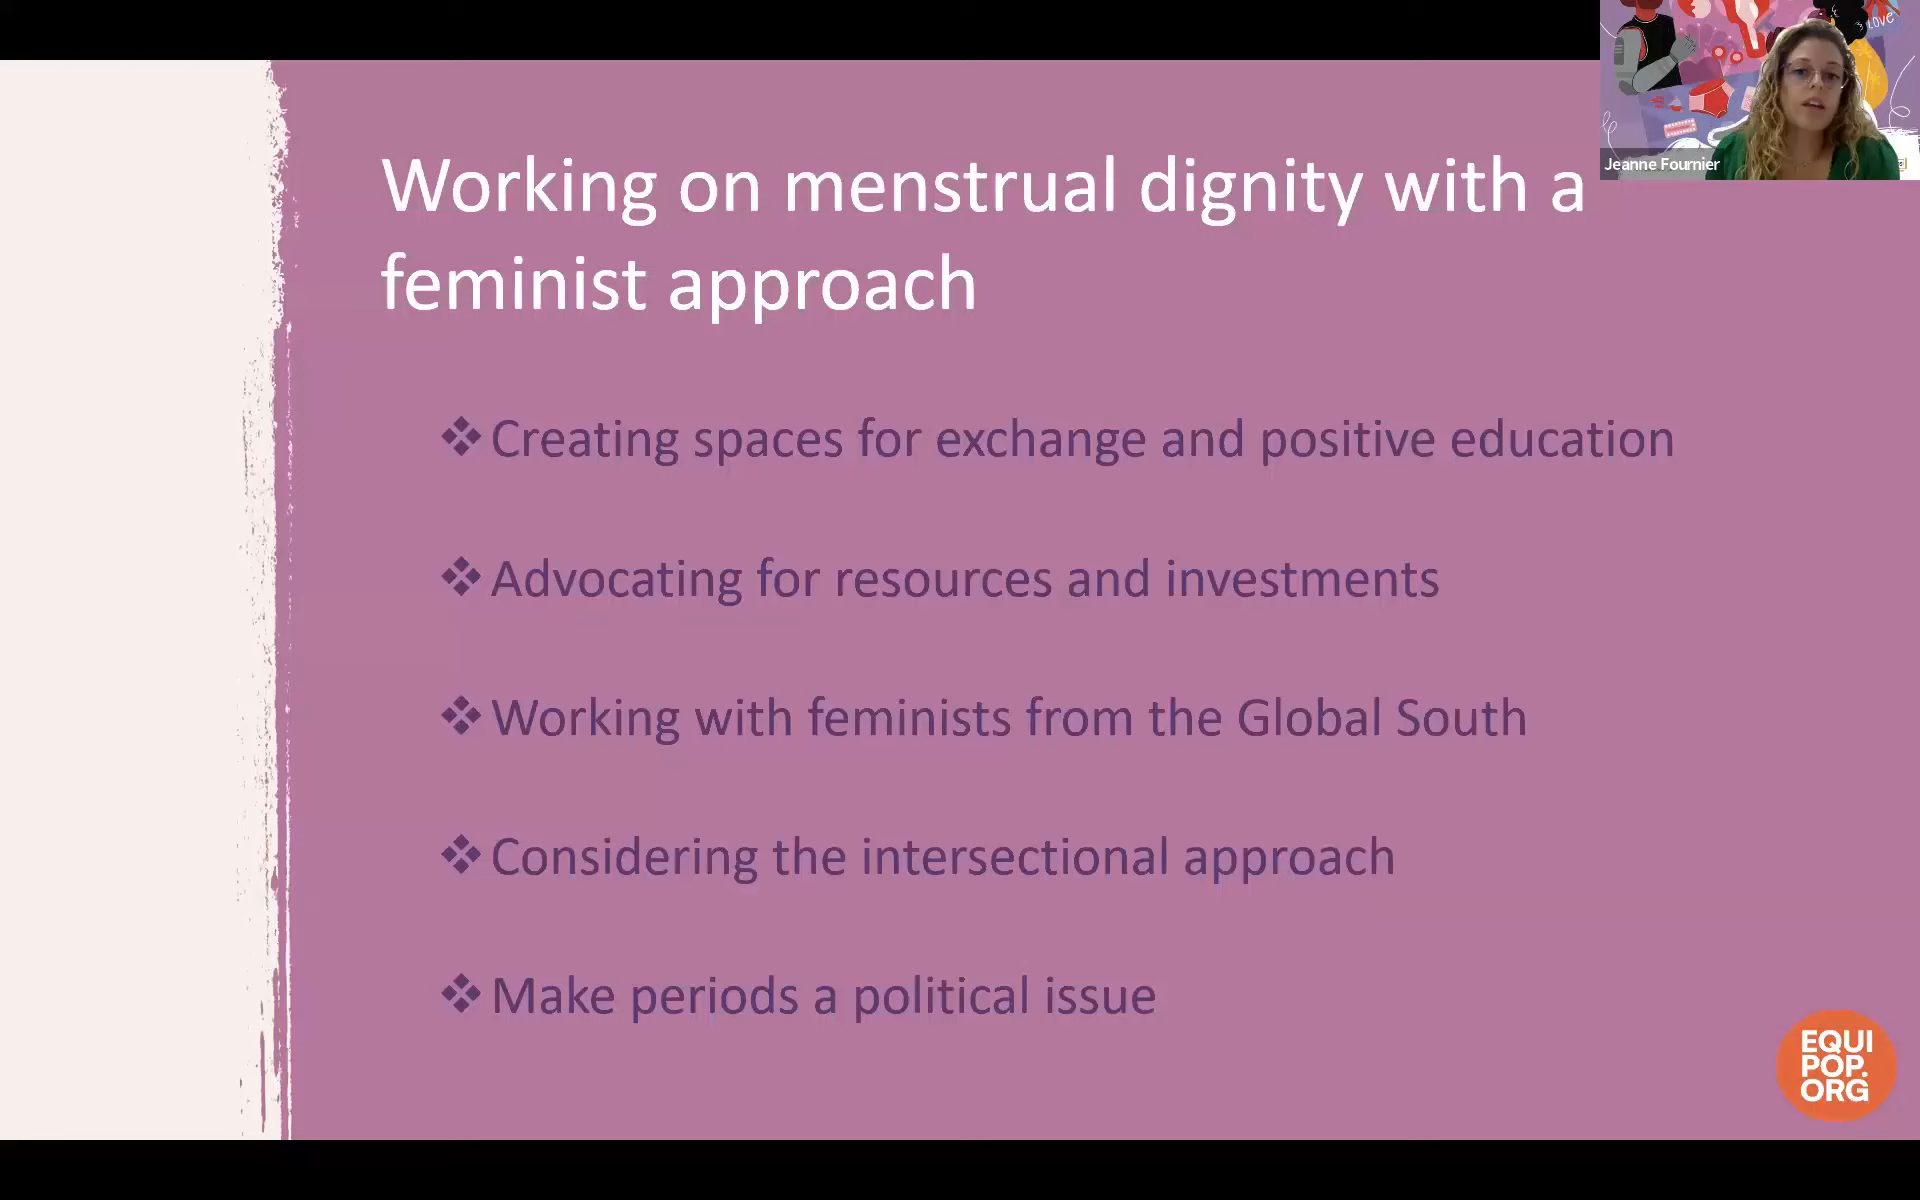 LOVE
Jeanne Fournier
Working on menstrual dignity with a
feminist approach
❖Creating spaces for exchange and positive education
❖Advocating for resources and investments
❖Working with feminists from the Global South
❖Considering the intersectional approach
❖Make periods a political issue
EQUI
POP.
ORG